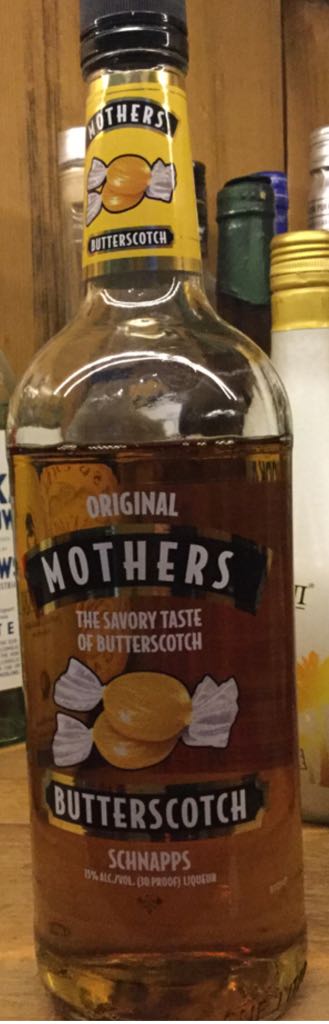 MOTHERS
BUTTERSCOTCH
ORIGINAL
MOTHERS
THE SAVORY TASTE
OF BUTTERSCOTCH
BUTTERSCOTCH
SCHNAPPS
15% ALC./VOL. (30 PROOF) LIQUEUR